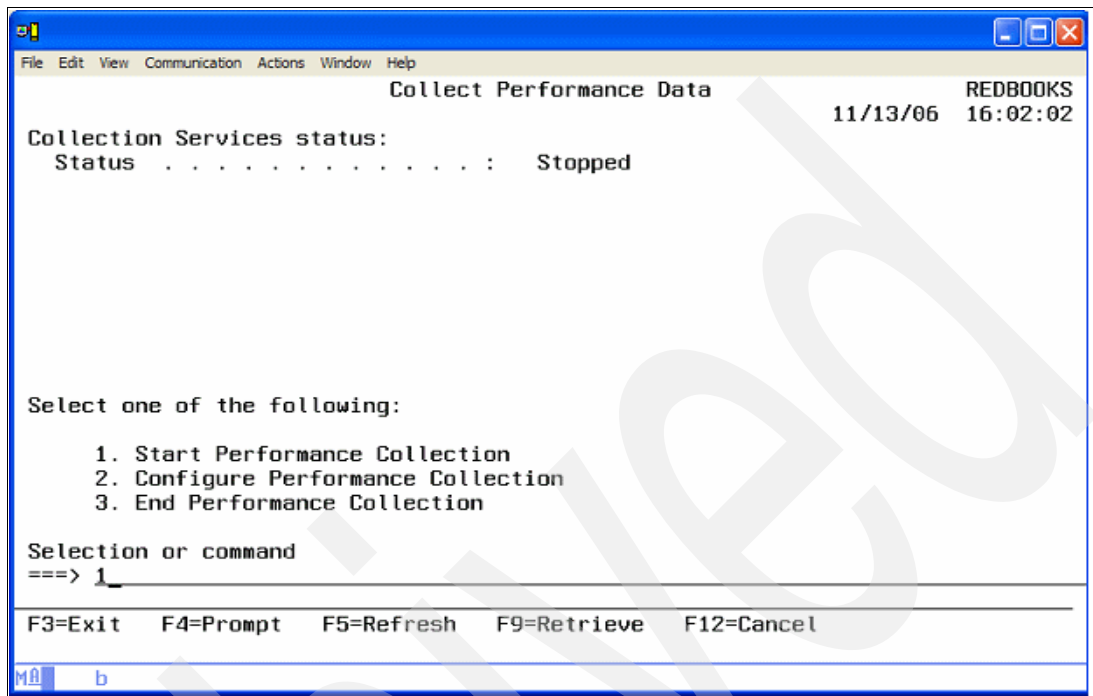 File Edit View Communication Actions Window Help
Collect Performance Data REDBOOKS
11/13/06 16:02:02
Collection Services status:
Status . . . . . . . . . . . . . : Stopped
Select one of the following:
1. Start Performance Collection
2. Configure Performance Collection
3. End Performance Collection
Selection or command
===> 1_
F3=Exit F4=Prompt F5=Refresh F9=Retrieve F12=Cancel
MA b